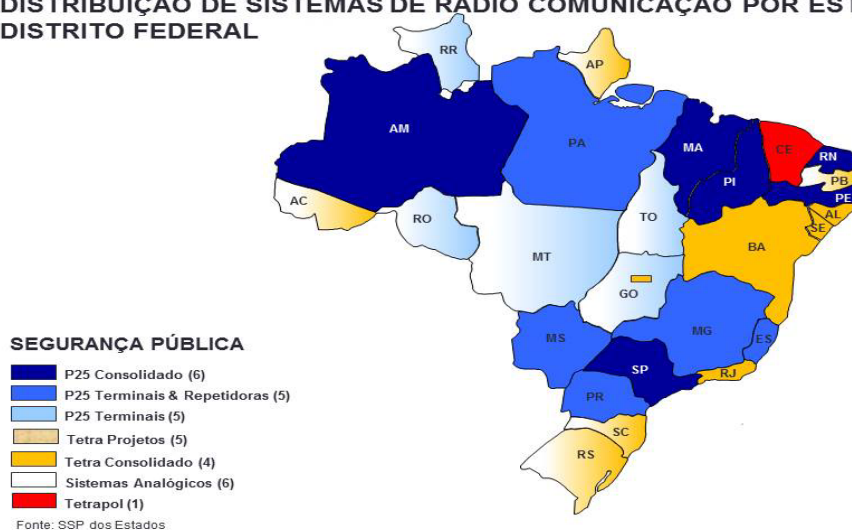 DISTRIBUIÇÃO DE SISTEMAS DE RÁDIO COMUNICAÇÃO POR EST
DISTRITO FEDERAL
RR
AP
AM
PA
MA
CE
RN
PI
PB
PE
AC
RO
TO
AL
SE
BA
MT
GO
MS
MG
ES
SP
RJ
PR
SC
RS
SEGURANÇA PÚBLICA
P25 Consolidado (6)
P25 Terminais & Repetidoras (5)
P25 Terminais (5)
Tetra Projetos (5)
Tetra Consolidado (4)
Sistemas Analógicos (6)
Tetrapol (1)
Fonte: SSP dos Estados